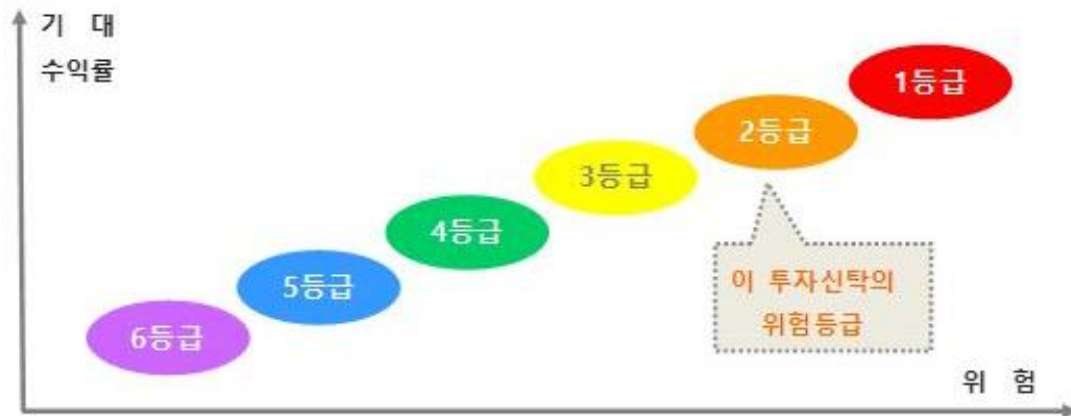 기 대
수익률
1등급
2등급
3등급
4등급
5등급
6등급
이 투자신탁의
위험등급
위 험